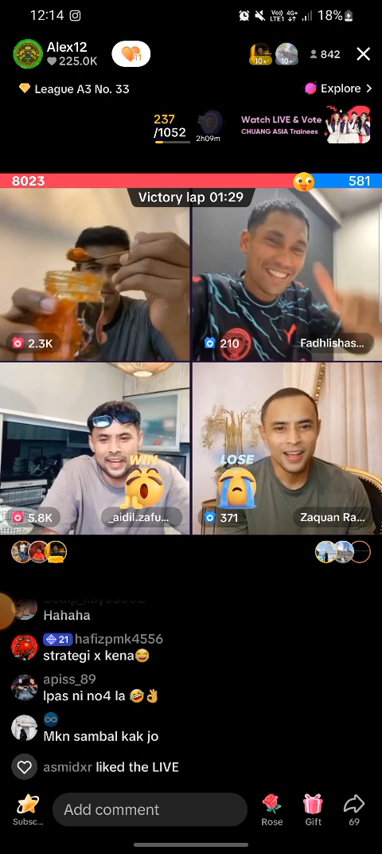 12:14
Vo))
LTE1
4G+
18%
Alex12
225.0K
10+
10+
842
League A3 No. 33
Explore >
237
/1052
2h09m
Watch LIVE & Vote
CHUANG ASIA Trainees
8023
581
Victory lap 01:29
2.3K
210
Fadhlishas...
WIN
LOSE
5.8K
_aidil.zafu...
371
Zaquan Ra...
Hahaha
21 hafizpmk4556
strategi x kena😅
apiss_89
lpas ni no4 la 🤣👌
Mkn sambal kak jo
asmidxr liked the LIVE
Subsc...
Add comment
Rose
Gift
69